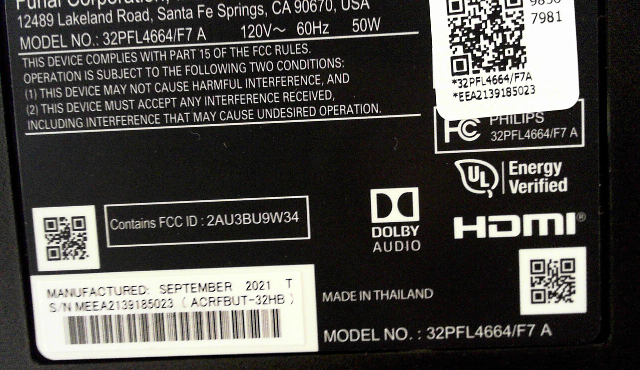 12489 Lakeland Road, Santa Fe Springs, CA 90670, USA
MODEL NO.: 32PFL4664/F7 A 120V~ 60Hz 50W
THIS DEVICE COMPLIES WITH PART 15 OF THE FCC RULES.
OPERATION IS SUBJECT TO THE FOLLOWING TWO CONDITIONS:
(1) THIS DEVICE MAY NOT CAUSE HARMFUL INTERFERENCE, AND
(2) THIS DEVICE MUST ACCEPT ANY INTERFERENCE RECEIVED,
INCLUDING INTERFERENCE THAT MAY CAUSE UNDESIRED OPERATION.
7981
*32PFL4664/F7A
*EEA2139185023
FC PHILIPS
32PFL4664/F7 A
UL Energy
Verified
Contains FCC ID : 2AU3BU9W34
DOLBY
AUDIO
HDMI®
MANUFACTURED: SEPTEMBER 2021 T
S/N MEEA2139185023 ( ACRFBUT-32HB )
MADE IN THAILAND
MODEL NO. : 32PFL4664/F7 A